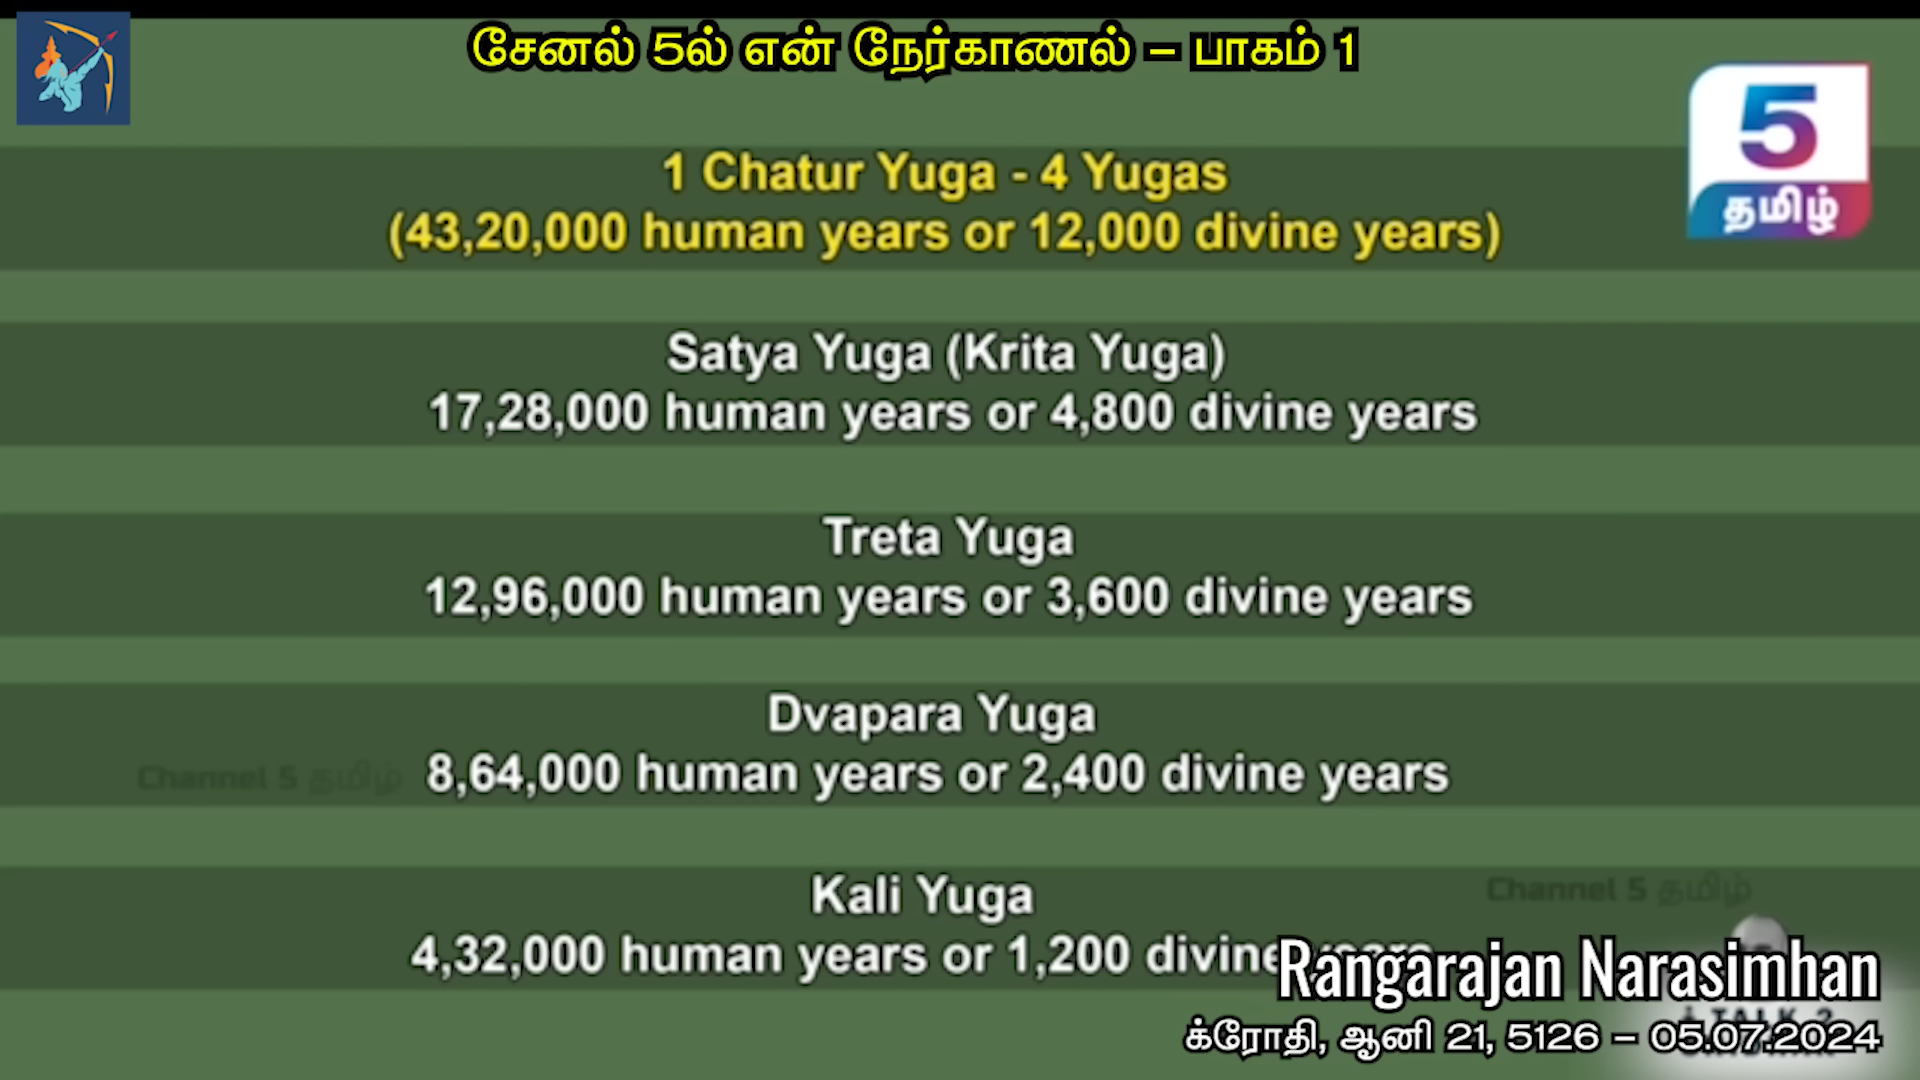 சேனல் 5ல் என் நேர்காணல் – பாகம் 1
5
தமிழ்
1 Chatur Yuga - 4 Yugas
(43,20,000 human years or 12,000 divine years)
Satya Yuga (Krita Yuga)
17,28,000 human years or 4,800 divine years
Treta Yuga
12,96,000 human years or 3,600 divine years
Dvapara Yuga
Channel 5 தமிழ்
8,64,000 human years or 2,400 divine years
Kali Yuga
Channel 5 தமிழ்
4,32,000 human years or 1,200 divine years
Rangarajan Narasimhan
க்ரோதி, ஆனி 21, 5126 – 05.07.2024